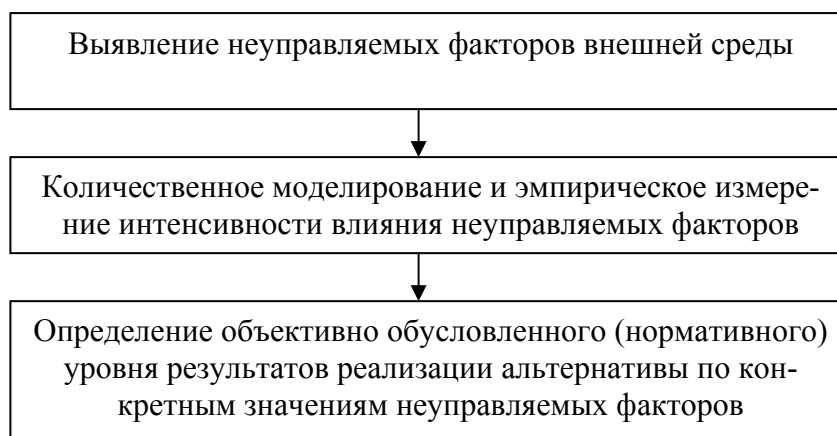 Выявление неуправляемых факторов внешней среды
Количественное моделирование и эмпирическое измере-
ние интенсивности влияния неуправляемых факторов
Определение объективно обусловленного (нормативного)
уровня результатов реализации альтернативы по кон-
кретным значениям неуправляемых факторов